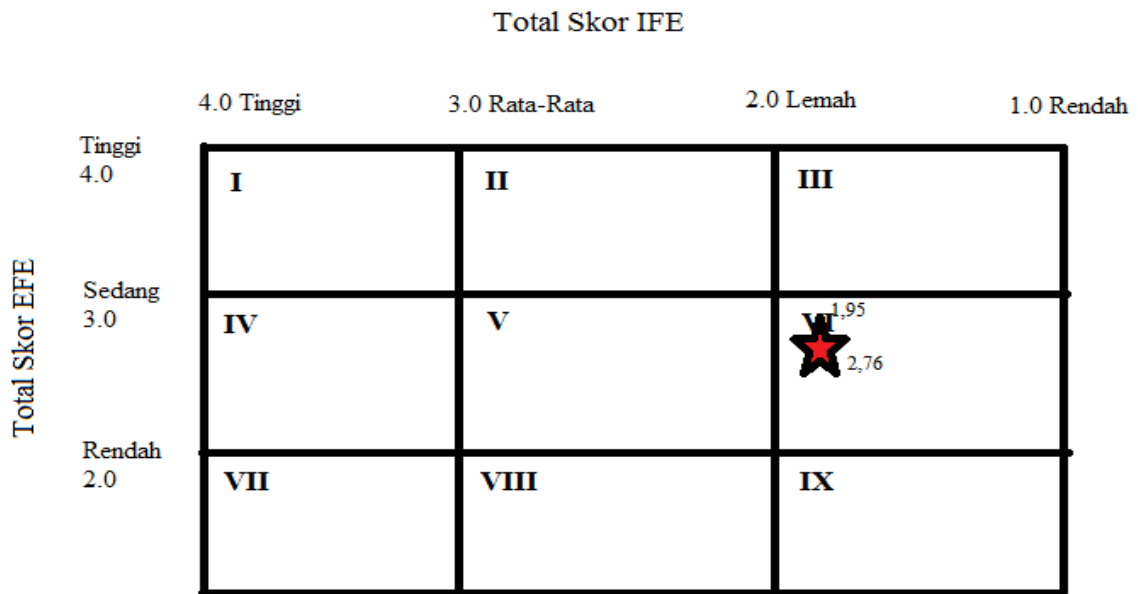 Total Skor IFE
4.0 Tinggi
3.0 Rata-Rata
2.0 Lemah
1.0 Rendah
Tinggi
4.0
I
II
III
Total Skor EFE
Sedang
3.0
IV
V
VI
1,95
2,76
Rendah
2.0
VII
VIII
IX